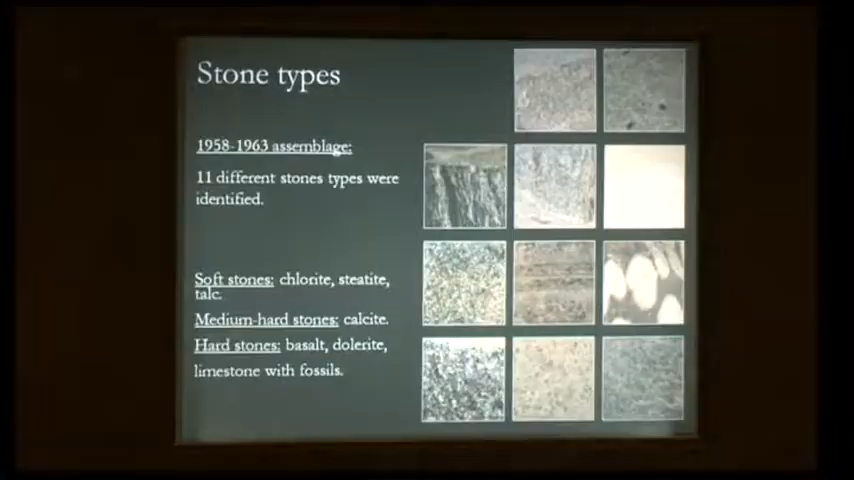 Stone types
1958-1963 assemblage:
11 different stones types were
identified.
Soft stones: chlorite, steatite,
talc.
Medium-hard stones: calcite.
Hard stones: basalt, dolerite,
limestone with fossils.